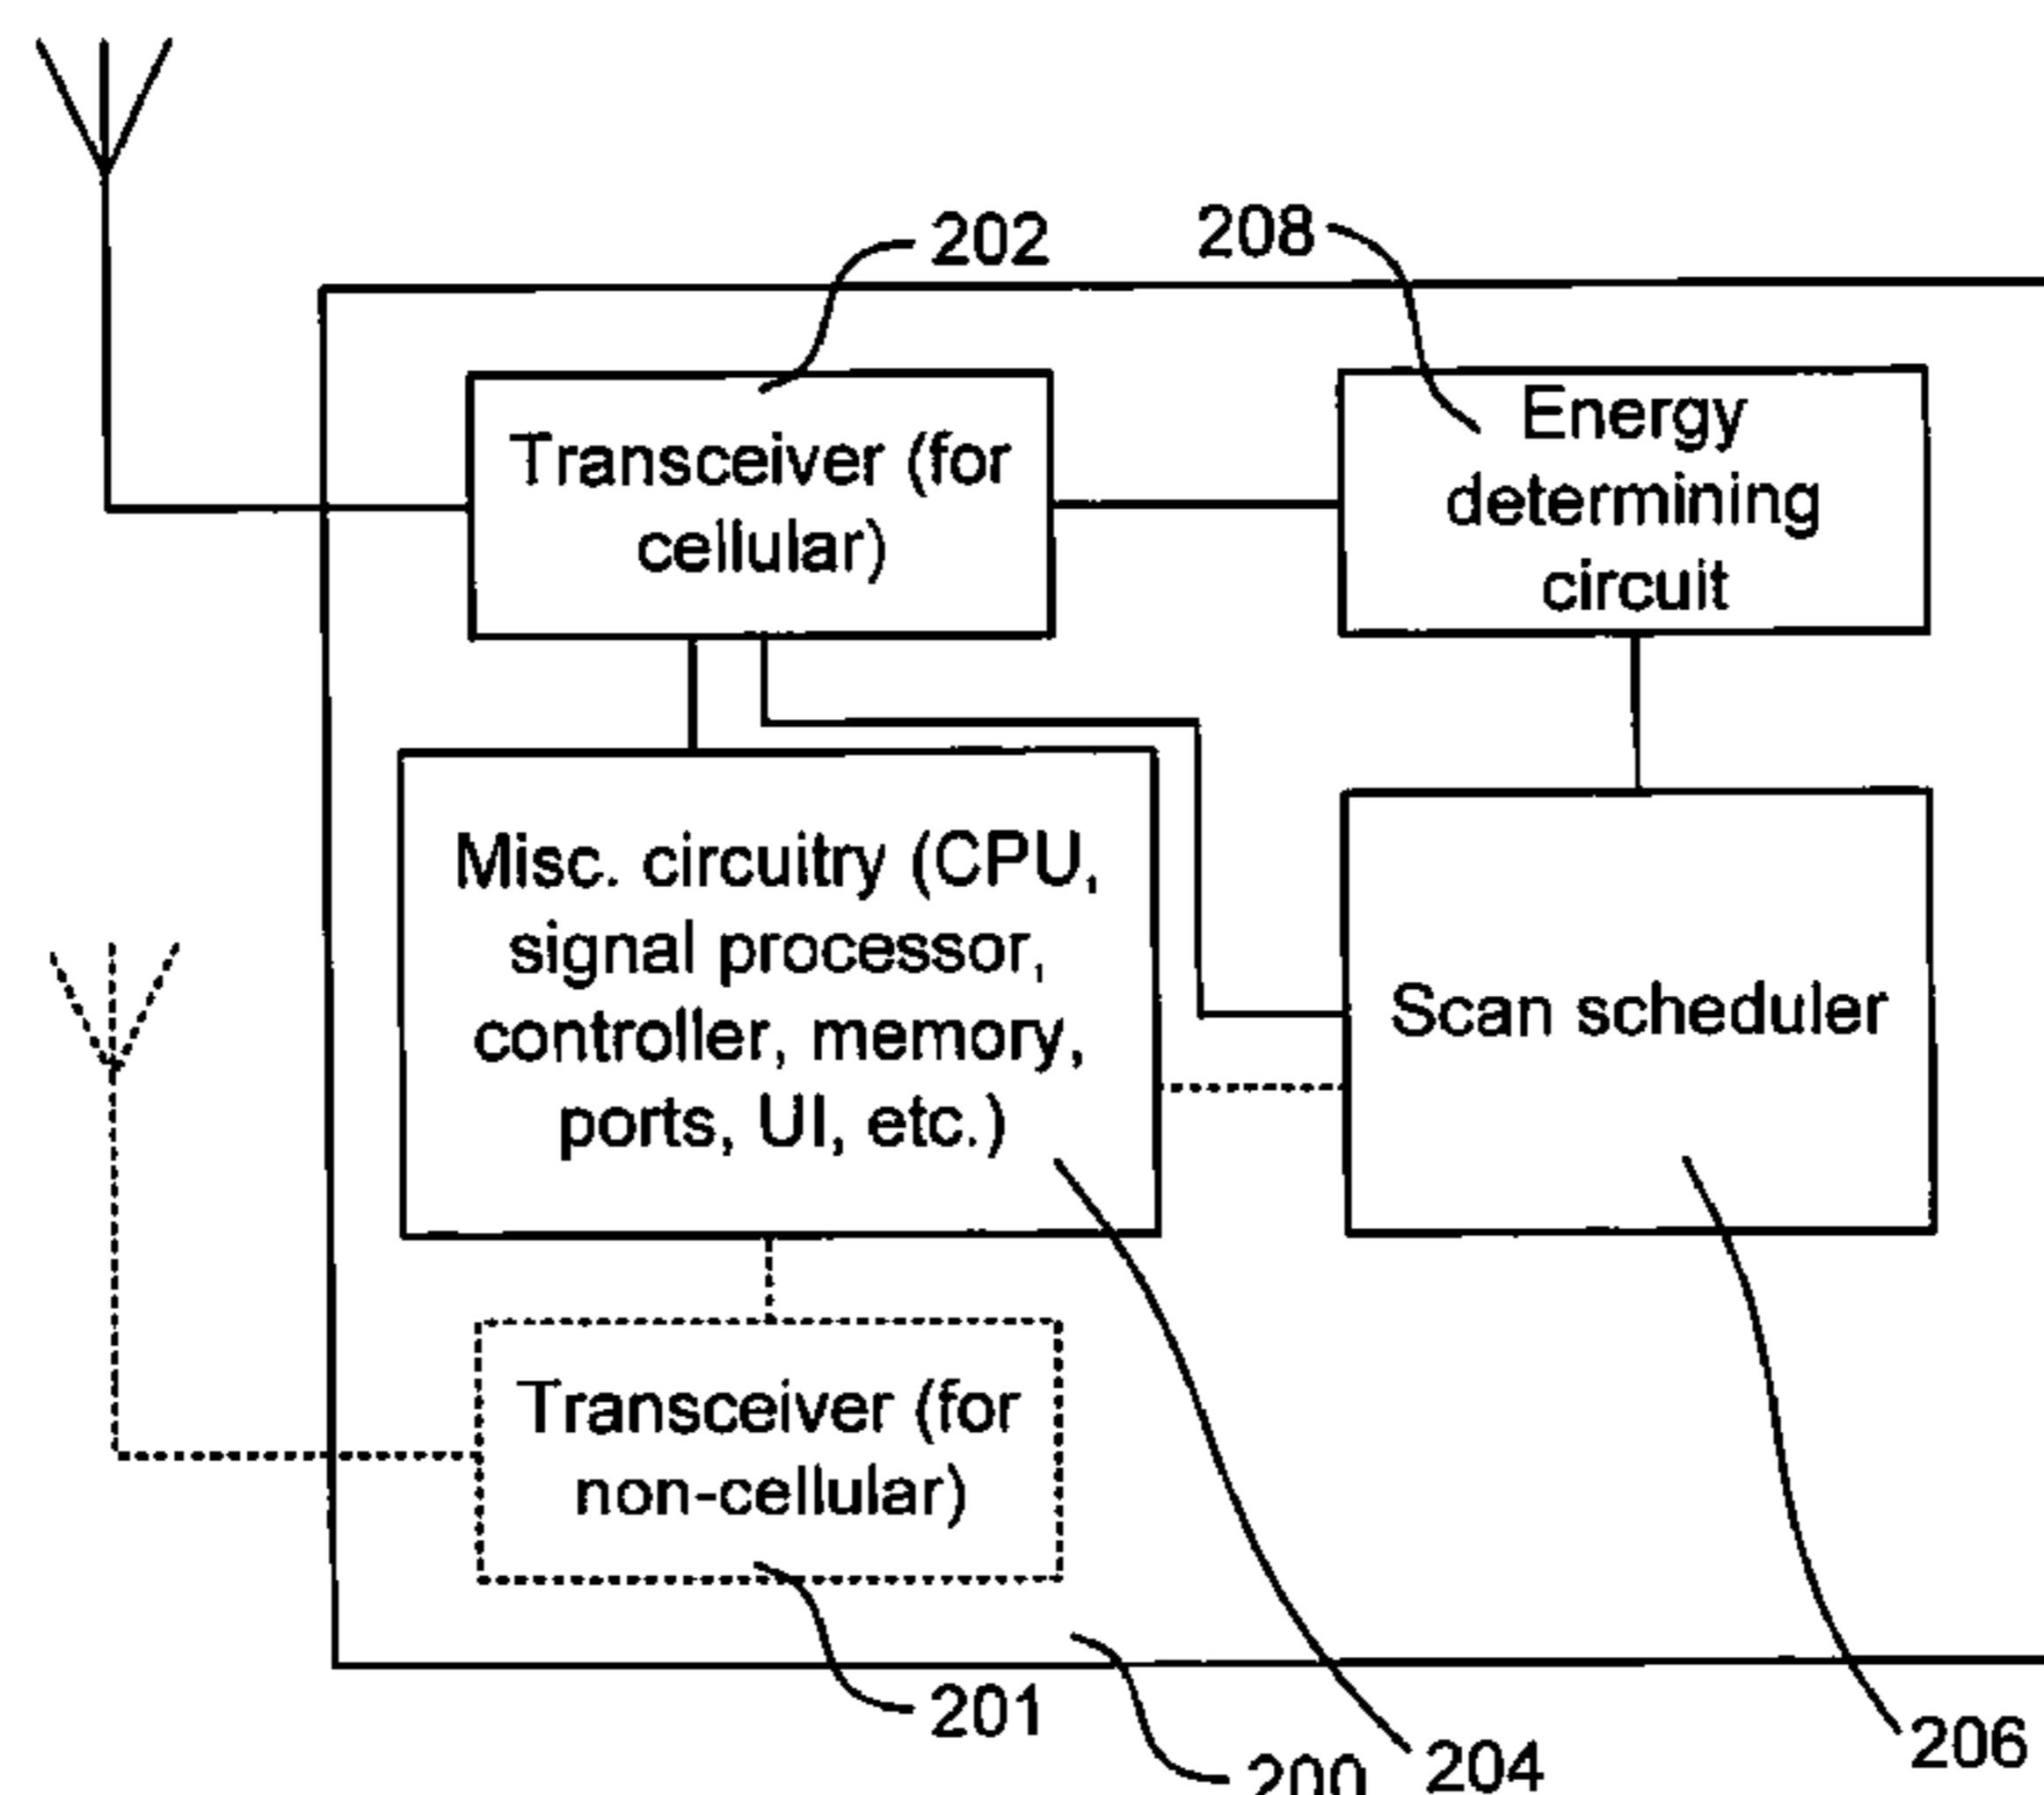 202
208
Transceiver (for
cellular)
Energy
determining
circuit
Misc. circuitry (CPU,
signal processor,
controller, memory,
ports, UI, etc.)
Scan scheduler
Transceiver (for
non-cellular)
201
200
204
206